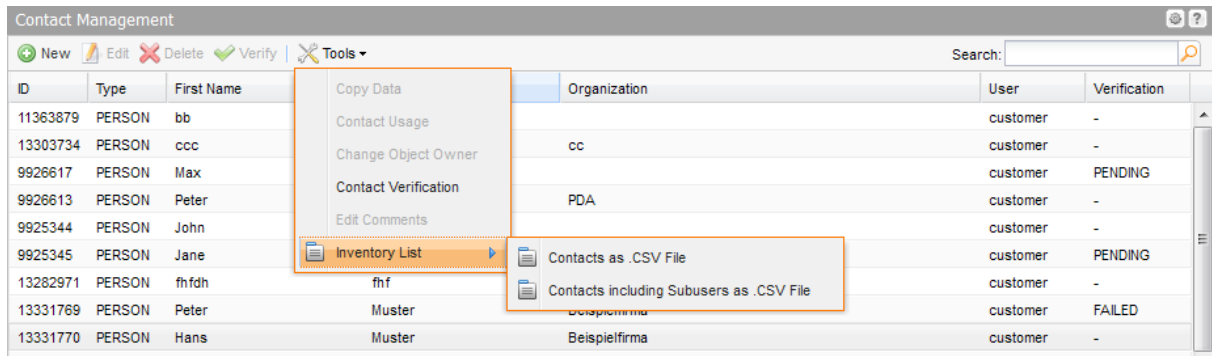 Contact Management
New Edit Delete Verify Tools Search:
ID Type First Name Organization User Verification
11363879 PERSON bb customer -
13303734 PERSON ccc cc customer -
9926617 PERSON Max customer PENDING
9926613 PERSON Peter PDA customer -
9925344 PERSON John customer -
9925345 PERSON Jane customer PENDING
13282971 PERSON fhfdh fhf customer -
13331769 PERSON Peter Muster Beispielfirma customer FAILED
13331770 PERSON Hans Muster Beispielfirma customer -
Copy Data
Contact Usage
Change Object Owner
Contact Verification
Edit Comments
Inventory List
Contacts as .CSV File
Contacts including Subusers as .CSV File